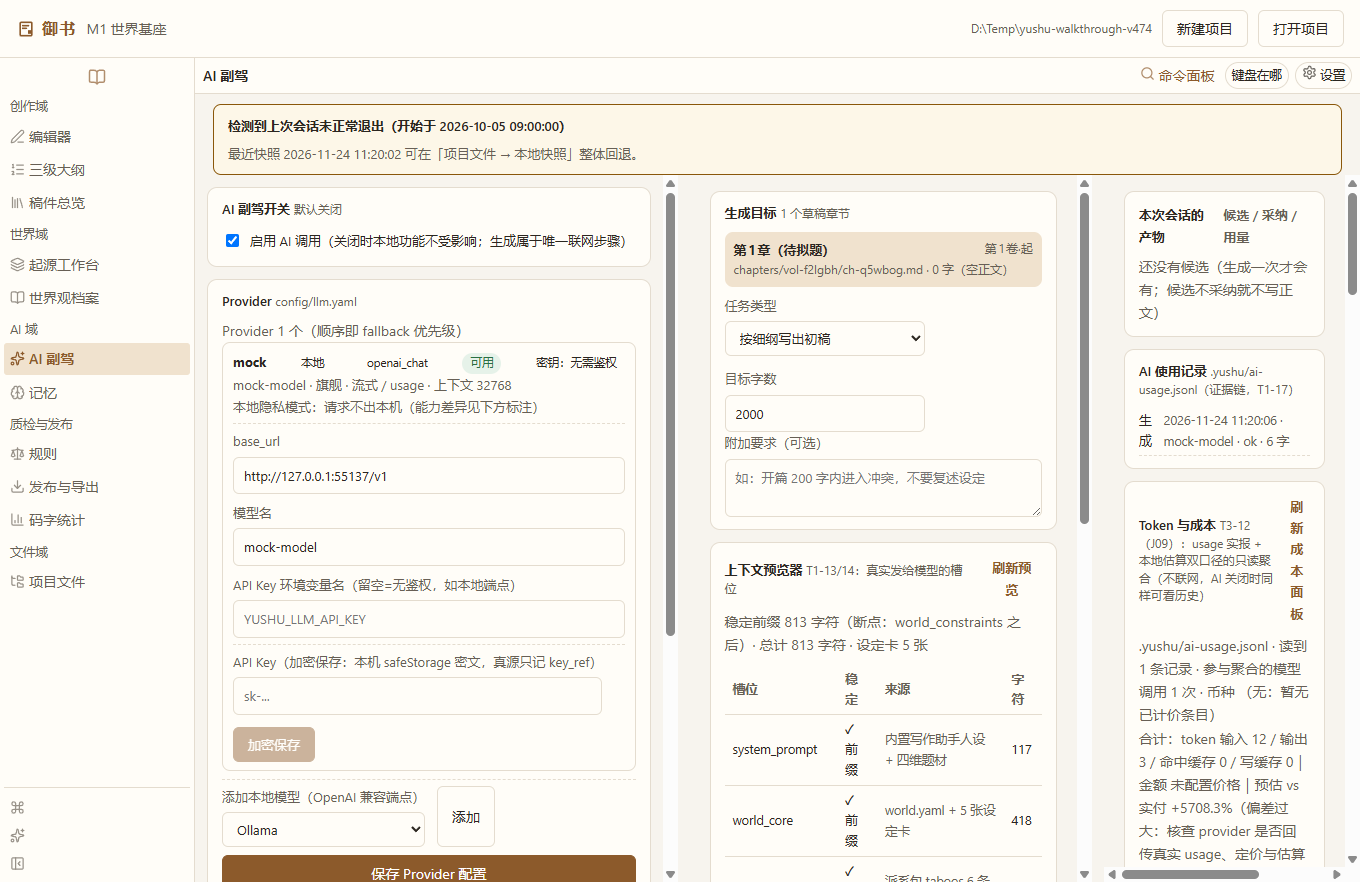 御书 M1 世界基座
D:\Temp\yushu-walkthrough-v474 新建项目 打开项目
创作域
编辑器
三级大纲
稿件总览
世界域
起源工作台
世界观档案
AI 域
AI 副驾
记忆
质检与发布
规则
发布与导出
码字统计
文件域
项目文件
AI 副驾
命令面板 键盘在哪 设置
检测到上次会话未正常退出（开始于 2026-10-05 09:00:00）
最近快照 2026-11-24 11:20:02 可在「项目文件 → 本地快照」整体回退。
AI 副驾开关 默认关闭
启用 AI 调用（关闭时本地功能不受影响；生成属于唯一联网步骤）
Provider config/llm.yaml
Provider 1 个（顺序即 fallback 优先级）
mock 本地 openai_chat 可用 密钥：无需鉴权
mock-model · 旗舰 · 流式 / usage · 上下文 32768
本地隐私模式：请求不出本机（能力差异见下方标注）
base_url
http://127.0.0.1:55137/v1
模型名
mock-model
API Key 环境变量名（留空=无鉴权，如本地端点）
YUSHU_LLM_API_KEY
API Key（加密保存：本机 safeStorage 密文，真源只记 key_ref）
sk-...
加密保存
添加本地模型（OpenAI 兼容端点）
Ollama
添加
保存 Provider 配置
生成目标 1 个草稿章节
第 1 章（待拟题） 第 1 卷·起
chapters/vol-f2lgbh/ch-q5wbog.md · 0 字（空正文）
任务类型
按细纲写出初稿
目标字数
2000
附加要求（可选）
如：开篇 200 字内进入冲突，不要复述设定
上下文预览器 T1-13/14：真实发给模型的槽
位
刷新预
览
稳定前缀 813 字符（断点：world_constraints 之
后）· 总计 813 字符 · 设定卡 5 张
槽位 稳定 来源 字符
system_prompt ✓前缀 内置写作助手人设 + 四维题材 117
world_core ✓前缀 world.yaml + 5 张设定卡 418
✓
派系包 taboos 6 条
本次会话的
产物
候选 / 采纳 /
用量
还没有候选（生成一次才会
有；候选不采纳就不写正
文）
AI 使用记录 .yushu/ai-
usage.jsonl（证据链，T1-17）
生成 2026-11-24 11:20:06 ·
mock-model · ok · 6 字
Token 与成本 T3-12
（J09）：usage 实报 +
本地估算双口径的只读聚
合（不联网，AI 关闭时同
样可看历史）
刷
新
成
本
面
板
.yushu/ai-usage.jsonl · 读到
1 条记录 · 参与聚合的模型
调用 1 次 · 币种 （无：暂无
已计价条目）
合计：token 输入 12 / 输出
3 / 命中缓存 0 / 写缓存 0 |
金额 未配置价格 | 预估 vs
实付 +5708.3%（偏差过
大：核查 provider 是否回
传真实 usage、定价与估算